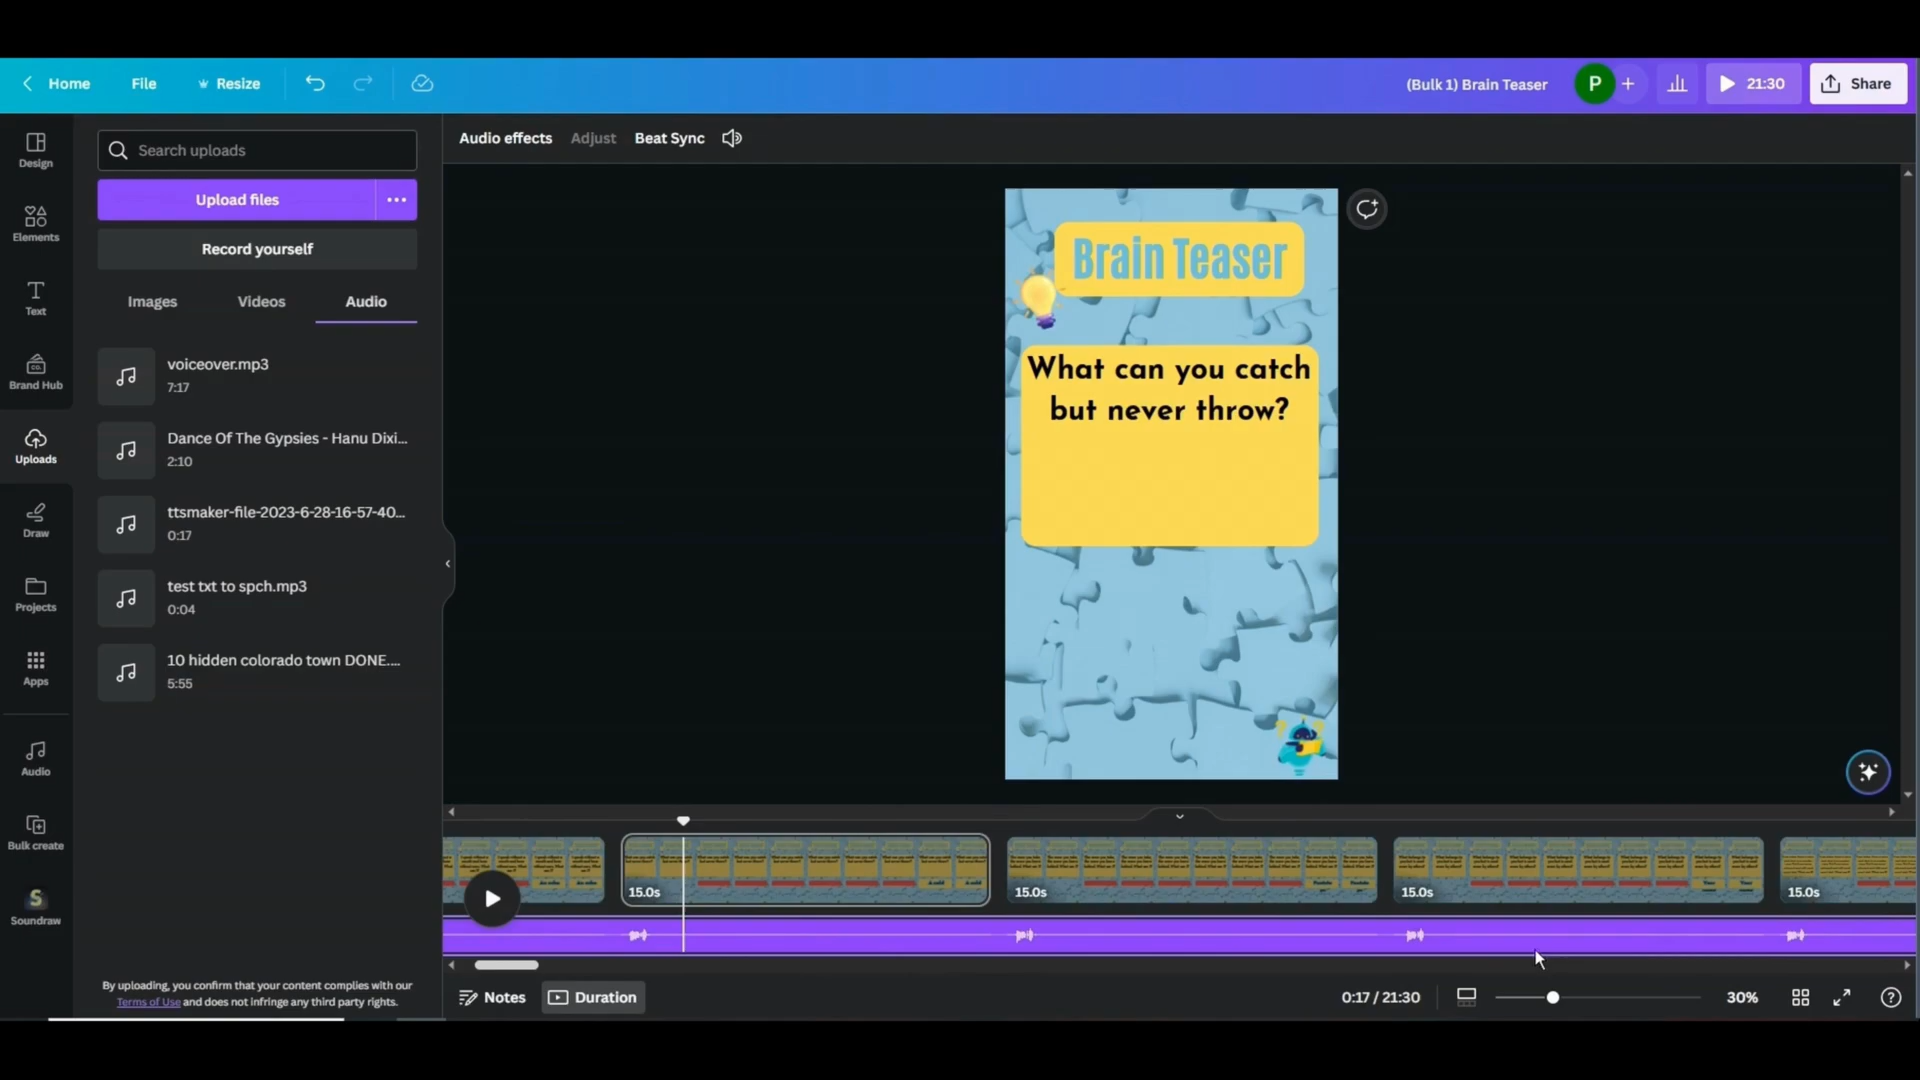 Home
File
Resize
(Bulk 1) Brain Teaser
P
21:30
Share
Design
Elements
Text
Brand Hub
Uploads
Draw
Projects
Apps
Audio
Bulk create
S
Soundraw
Search uploads
Upload files
Record yourself
Images
Videos
Audio
voiceover.mp3
7:17
Dance Of The Gypsies - Hanu Dixi...
2:10
ttsmaker-file-2023-6-28-16-57-40...
0:17
test txt to spch.mp3
0:04
10 hidden colorado town DONE....
5:55
By uploading, you confirm that your content complies with our
Terms of Use and does not infringe any third party rights.
Audio effects
Adjust
Beat Sync
Brain Teaser
What can you catch
but never throw?
15.0s
15.0s
15.0s
15.0s
Notes
Duration
0:17 / 21:30
30%